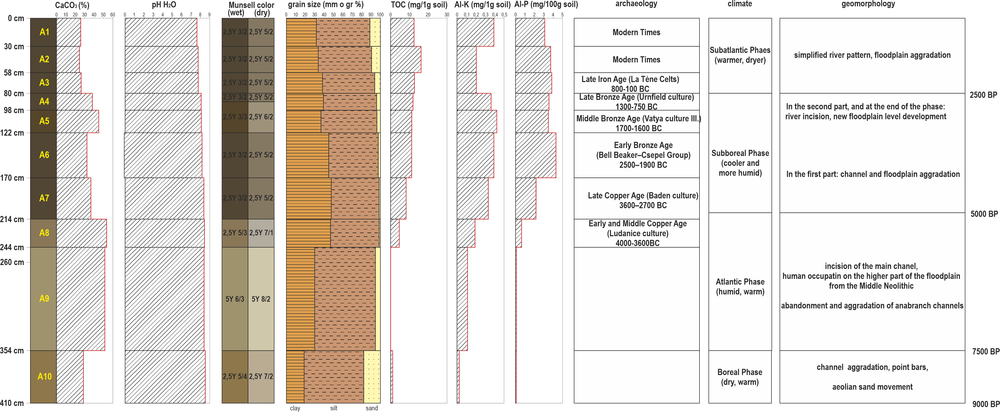 CaCO₃ (%)
pH H₂O
Munsell color
(wet) (dry)
grain size (mm o gr %)
TOC (mg/1g soil)
Al-K (mg/1g soil)
Al-P (mg/100g soil)
archaeology
climate
geomorphology
0 10 20 30 40 50 60
0 1 2 3 4 5 6 7 8 9
0 10 20 30 40 50 60 70 80 90 100
0 10 20 30
0 0,1 0,2 0,3 0,4 0,5
0 1 2 3 4 5
0 cm
30 cm
58 cm
80 cm
98 cm
122 cm
170 cm
214 cm
244 cm
260 cm
354 cm
410 cm
A1
A2
A3
A4
A5
A6
A7
A8
A9
A10
2,5Y 3/2 2,5Y 5/2
2,5Y 3/2 2,5Y 5/2
2,5Y 3/2 2,5Y 5/2
2,5Y 3/2 2,5Y 5/2
2,5Y 3/3 2,5Y 6/2
2,5Y 3/2 2,5Y 5/2
2,5Y 3/2 2,5Y 5/2
2,5Y 5/3 2,5Y 7/1
5Y 6/3 5Y 8/2
2,5Y 5/4 2,5Y 7/2
clay silt sand
Modern Times
Modern Times
Late Iron Age (La Tène Celts)
800-100 BC
Late Bronze Age (Urnfield culture)
1300-750 BC
Middle Bronze Age (Vatya culture III.)
1700-1600 BC
Early Bronze Age
(Bell Beaker–Csepel Group)
2500–1900 BC
Late Copper Age (Baden culture)
3600–2700 BC
Early and Middle Copper Age
(Ludanice culture)
4000-3600BC
Subatlantic Phaes
(warmer, dryer)
Subboreal Phase
(cooler and
more humid)
Atlantic Phase
(humid, warm)
Boreal Phase
(dry, warm)
simplified river pattern, floodplain aggradation
In the second part, and at the end of the phase:
river incision, new floodplain level development
In the first part: channel and floodplain aggradation
incision of the main chanel,
human occupatin on the higher part of the floodplain
from the Middle Neolithic
abandonment and aggradation of anabranch channels
channel aggradation, point bars,
aeolian sand movement
2500 BP
5000 BP
7500 BP
9000 BP